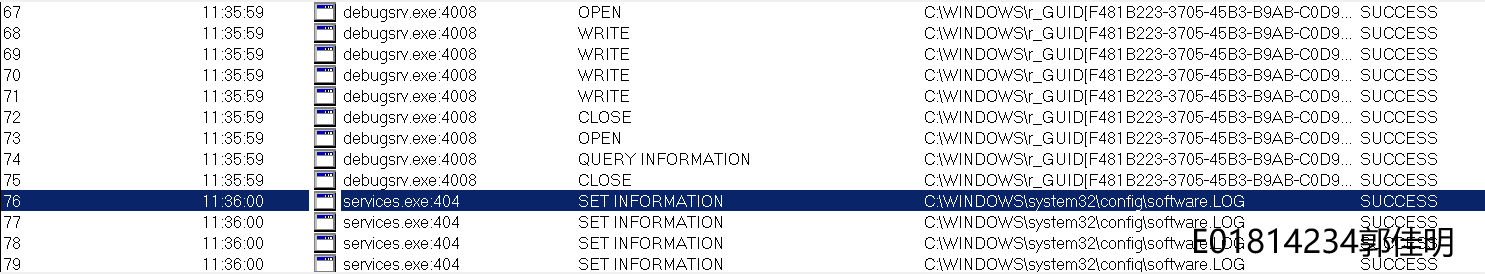 67 11:35:59 debugsrv.exe:4008 OPEN C:\WINDOWS\r_GUID[F481B223-3705-45B3-B9AB-C0D9... SUCCESS
68 11:35:59 debugsrv.exe:4008 WRITE C:\WINDOWS\r_GUID[F481B223-3705-45B3-B9AB-C0D9... SUCCESS
69 11:35:59 debugsrv.exe:4008 WRITE C:\WINDOWS\r_GUID[F481B223-3705-45B3-B9AB-C0D9... SUCCESS
70 11:35:59 debugsrv.exe:4008 WRITE C:\WINDOWS\r_GUID[F481B223-3705-45B3-B9AB-C0D9... SUCCESS
71 11:35:59 debugsrv.exe:4008 WRITE C:\WINDOWS\r_GUID[F481B223-3705-45B3-B9AB-C0D9... SUCCESS
72 11:35:59 debugsrv.exe:4008 CLOSE C:\WINDOWS\r_GUID[F481B223-3705-45B3-B9AB-C0D9... SUCCESS
73 11:35:59 debugsrv.exe:4008 OPEN C:\WINDOWS\r_GUID[F481B223-3705-45B3-B9AB-C0D9... SUCCESS
74 11:35:59 debugsrv.exe:4008 QUERY INFORMATION C:\WINDOWS\r_GUID[F481B223-3705-45B3-B9AB-C0D9... SUCCESS
75 11:35:59 debugsrv.exe:4008 CLOSE C:\WINDOWS\r_GUID[F481B223-3705-45B3-B9AB-C0D9... SUCCESS
76 11:36:00 services.exe:404 SET INFORMATION C:\WINDOWS\system32\config\software.LOG SUCCESS
77 11:36:00 services.exe:404 SET INFORMATION C:\WINDOWS\system32\config\software.LOG SUCCESS
78 11:36:00 services.exe:404 SET INFORMATION C:\WINDOWS\system32\config\software.LOG SUCCESS
E01814234郭佳明
79 11:36:00 services.exe:404 SET INFORMATION C:\WINDOWS\system32\config\software.LOG SUCCESS